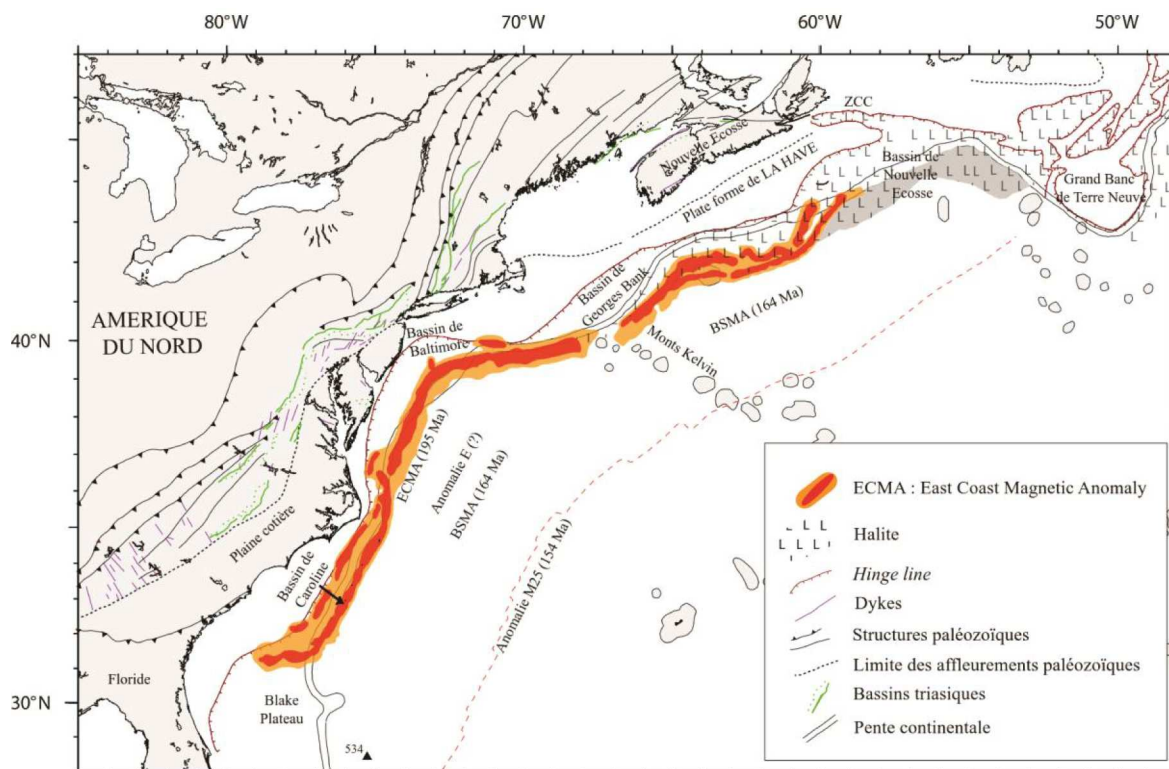 80°W
70°W
60°W
50°W
40°N
30°N
ZCC
Nouvelle Ecosse
Plate forme de LA HAVE
Bassin de
Nouvelle
Ecosse
Grand Banc
de Terre Neuve
AMÉRIQUE
DU NORD
Bassin de
Georges Bank
Bassin de
Baltimore
BSMA (164 Ma)
Monts Kelvin
ECMA (195 Ma)
Anomalie E (?)
BSMA (164 Ma)
Plaine cotière
Bassin de
Caroline
Anomalie M25 (154 Ma)
Floride
Blake
Plateau
534
ECMA : East Coast Magnetic Anomaly
Halite
Hinge line
Dykes
Structures paléozoïques
Limite des affleurements paléozoïques
Bassins triasiques
Pente continentale